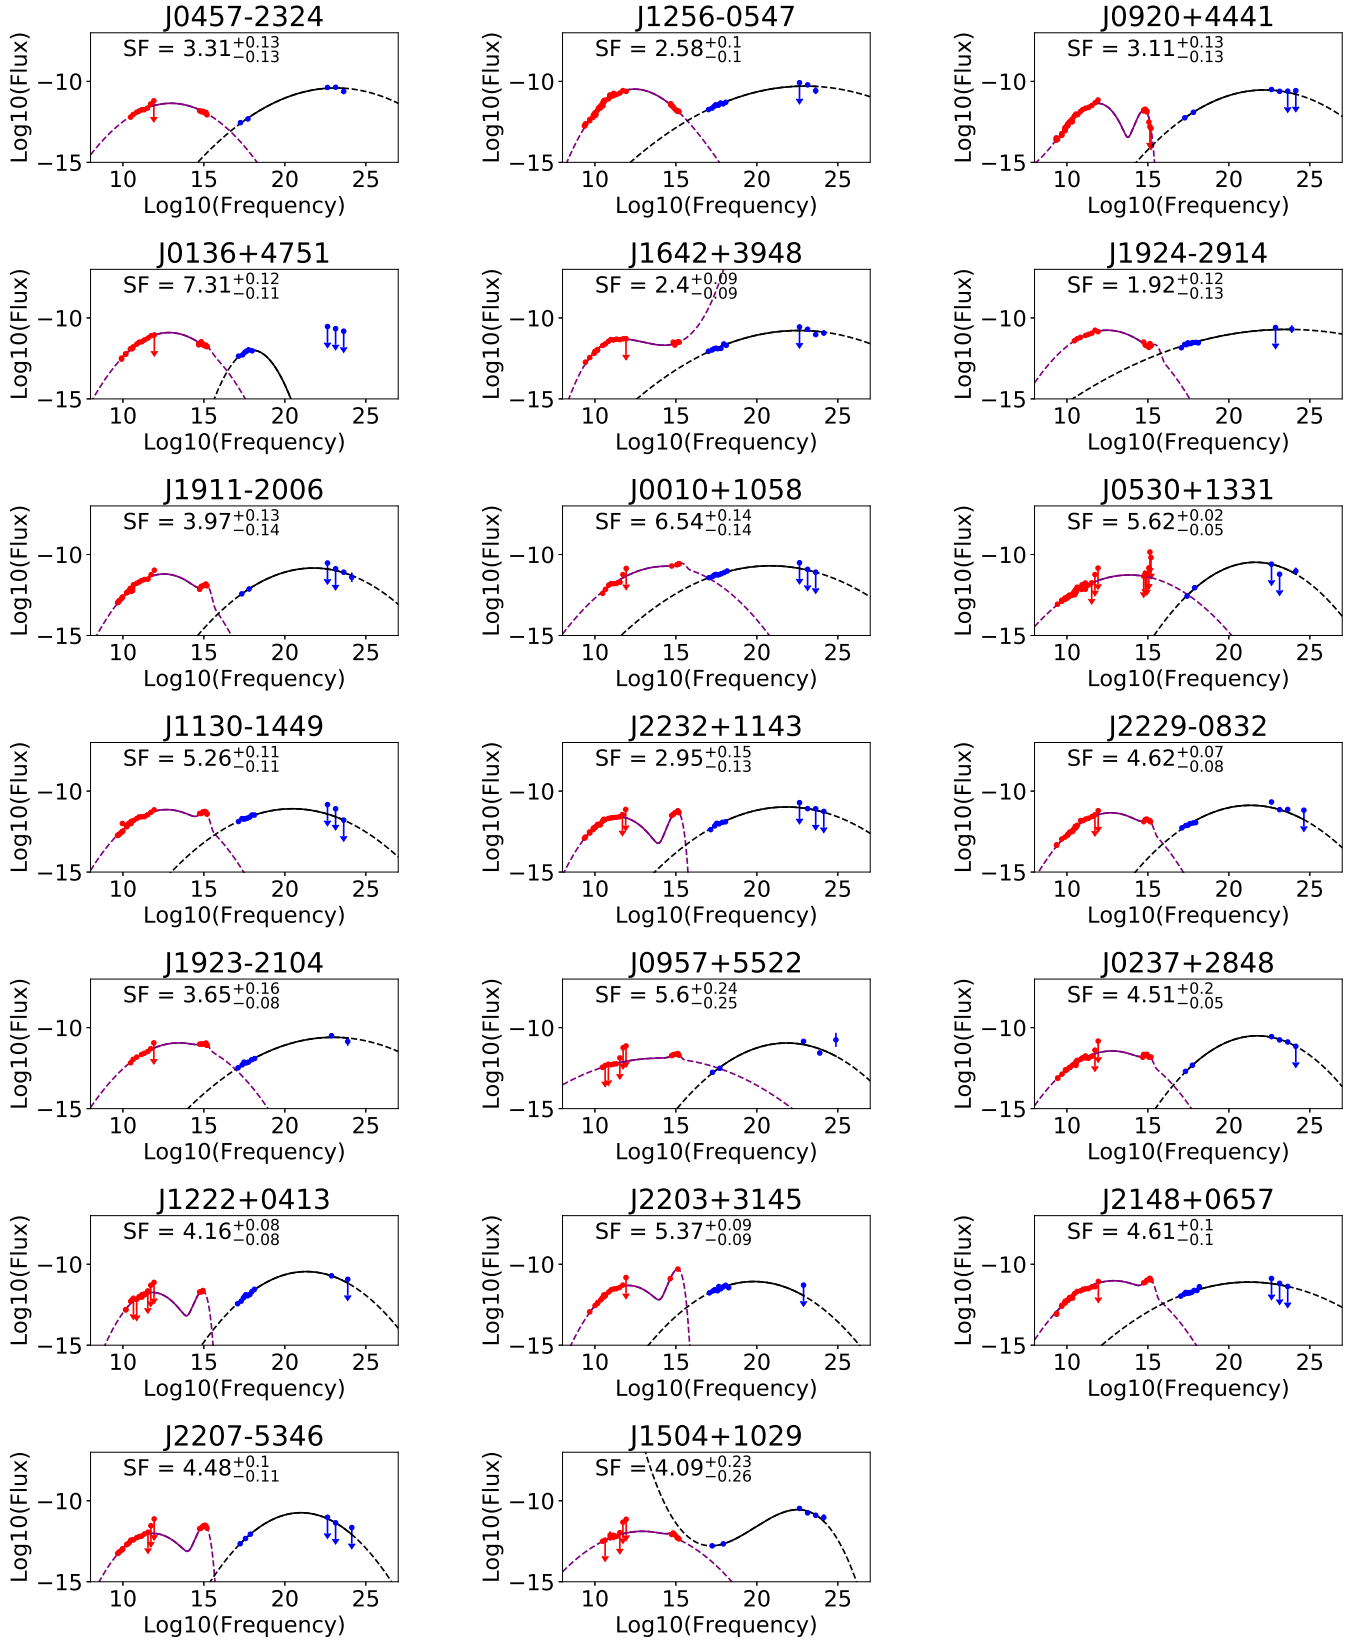 J0457-2324 J1256-0547 J0920+4441
SF = 3.31+0.13 −0.13 SF = 2.58+0.1 −0.1 SF = 3.11+0.13 −0.13
Log10(Flux) −10 −15 Log10(Flux) −10 −15 Log10(Flux) −10 −15
10 15 20 25 10 15 20 25 10 15 20 25
Log10(Frequency) Log10(Frequency) Log10(Frequency)
J0136+4751 J1642+3948 J1924-2914
SF = 7.31+0.12 −0.11 SF = 2.4+0.09 −0.09 SF = 1.92+0.12 −0.13
Log10(Flux) −10 −15 Log10(Flux) −10 −15 Log10(Flux) −10 −15
10 15 20 25 10 15 20 25 10 15 20 25
Log10(Frequency) Log10(Frequency) Log10(Frequency)
J1911-2006 J0010+1058 J0530+1331
SF = 3.97+0.13 −0.14 SF = 6.54+0.14 −0.14 SF = 5.62+0.02 −0.05
Log10(Flux) −10 −15 Log10(Flux) −10 −15 Log10(Flux) −10 −15
10 15 20 25 10 15 20 25 10 15 20 25
Log10(Frequency) Log10(Frequency) Log10(Frequency)
J1130-1449 J2232+1143 J2229-0832
SF = 5.26+0.11 −0.11 SF = 2.95+0.15 −0.13 SF = 4.62+0.07 −0.08
Log10(Flux) −10 −15 Log10(Flux) −10 −15 Log10(Flux) −10 −15
10 15 20 25 10 15 20 25 10 15 20 25
Log10(Frequency) Log10(Frequency) Log10(Frequency)
J1923-2104 J0957+5522 J0237+2848
SF = 3.65+0.16 −0.08 SF = 5.6+0.24 −0.25 SF = 4.51+0.2 −0.05
Log10(Flux) −10 −15 Log10(Flux) −10 −15 Log10(Flux) −10 −15
10 15 20 25 10 15 20 25 10 15 20 25
Log10(Frequency) Log10(Frequency) Log10(Frequency)
J1222+0413 J2203+3145 J2148+0657
SF = 4.16+0.08 −0.08 SF = 5.37+0.09 −0.09 SF = 4.61+0.1 −0.1
Log10(Flux) −10 −15 Log10(Flux) −10 −15 Log10(Flux) −10 −15
10 15 20 25 10 15 20 25 10 15 20 25
Log10(Frequency) Log10(Frequency) Log10(Frequency)
J2207-5346 J1504+1029
SF = 4.48+0.1 −0.11 SF = 4.09+0.23 −0.26
Log10(Flux) −10 −15 Log10(Flux) −10 −15
10 15 20 25 10 15 20 25
Log10(Frequency) Log10(Frequency)